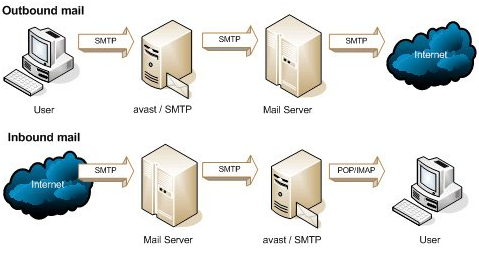 Outbound mail
SMTP
SMTP
SMTP
Internet
User
avast / SMTP
Mail Server
Inbound mail
Internet
SMTP
SMTP
POP/IMAP
Mail Server
avast / SMTP
User